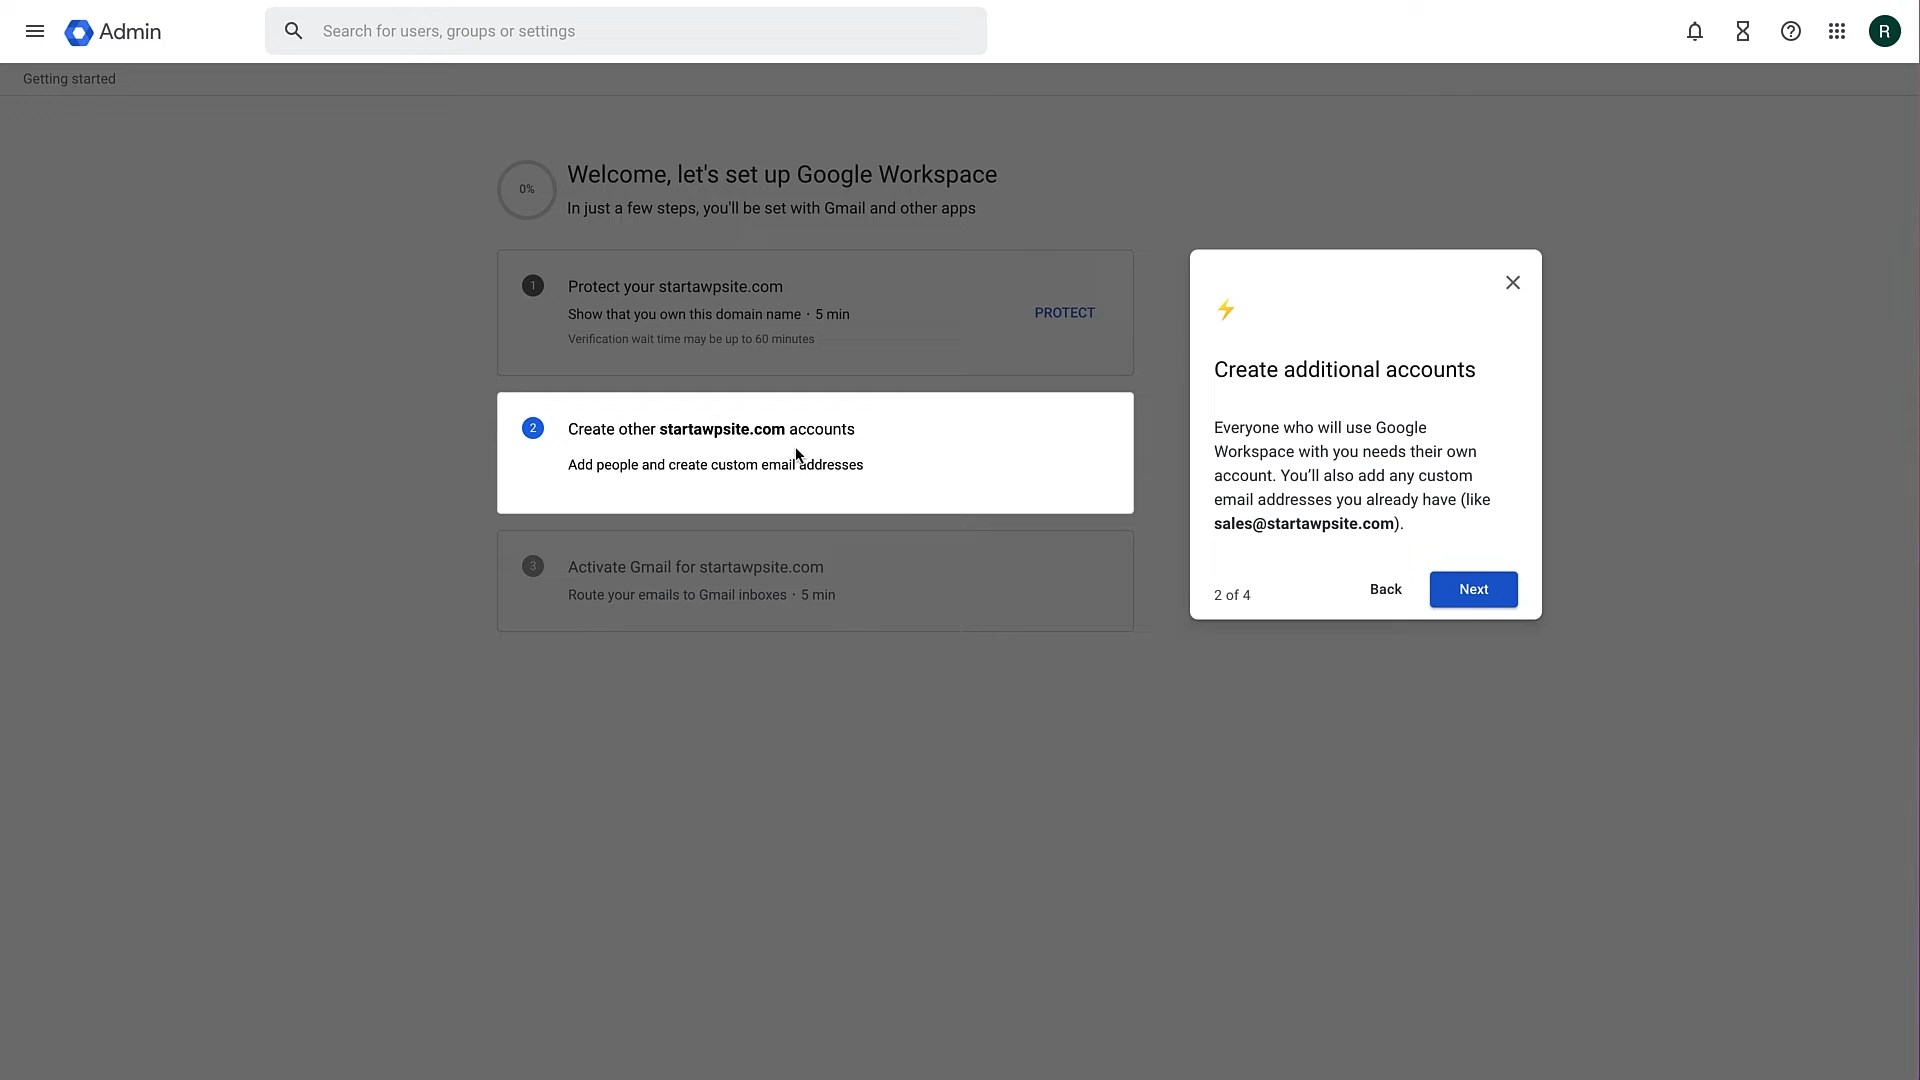 Admin
Search for users, groups or settings
R
Getting started
0%
Welcome, let's set up Google Workspace
In just a few steps, you'll be set with Gmail and other apps
1
Protect your startawpsite.com
Show that you own this domain name · 5 min
Verification wait time may be up to 60 minutes
PROTECT
2
Create other startawpsite.com accounts
Add people and create custom email addresses
3
Activate Gmail for startawpsite.com
Route your emails to Gmail inboxes · 5 min
Create additional accounts
Everyone who will use Google
Workspace with you needs their own
account. You’ll also add any custom
email addresses you already have (like
sales@startawpsite.com).
2 of 4
Back
Next